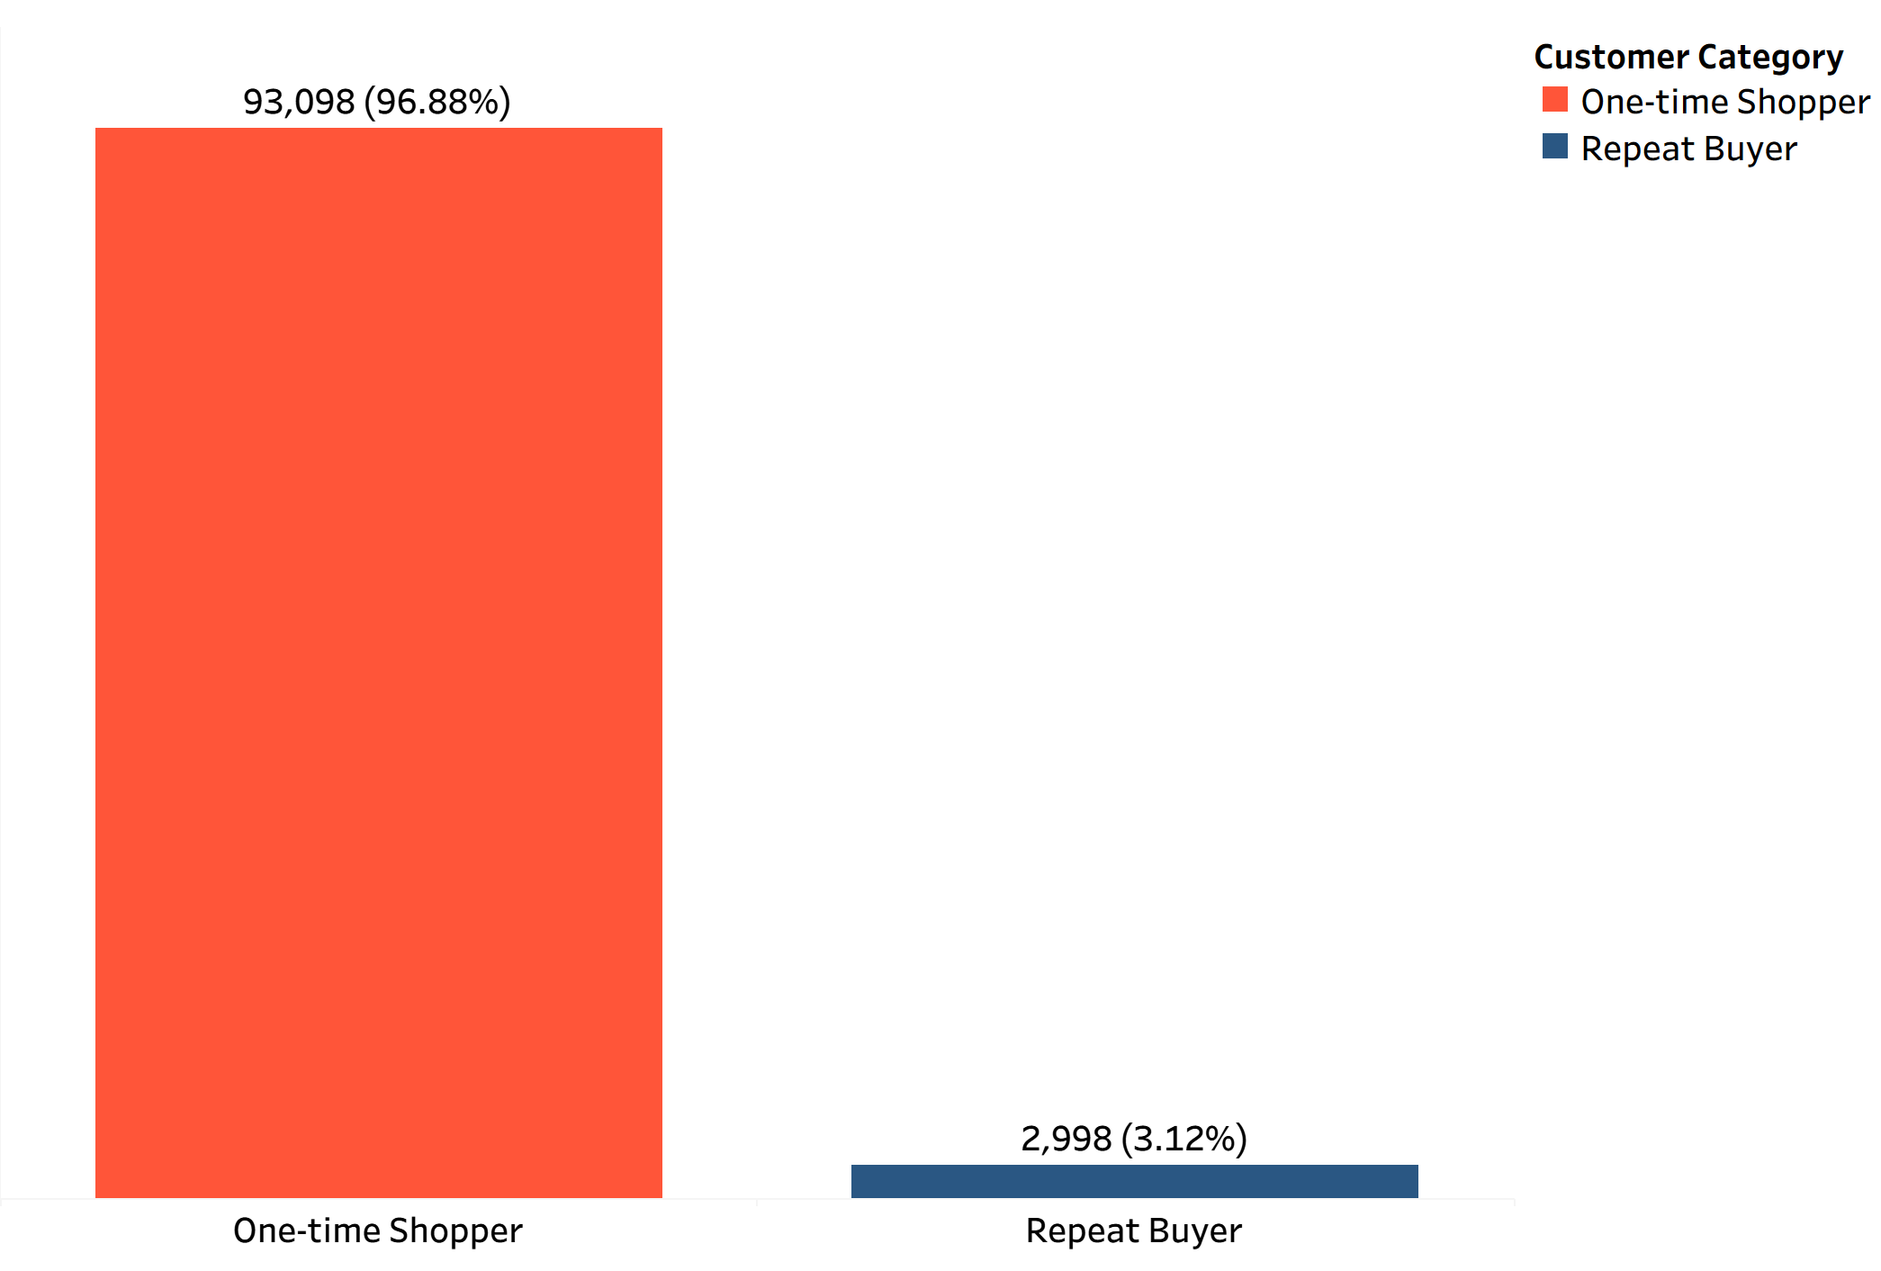 Customer Category
One-time Shopper
Repeat Buyer
93,098 (96.88%)
2,998 (3.12%)
One-time Shopper
Repeat Buyer